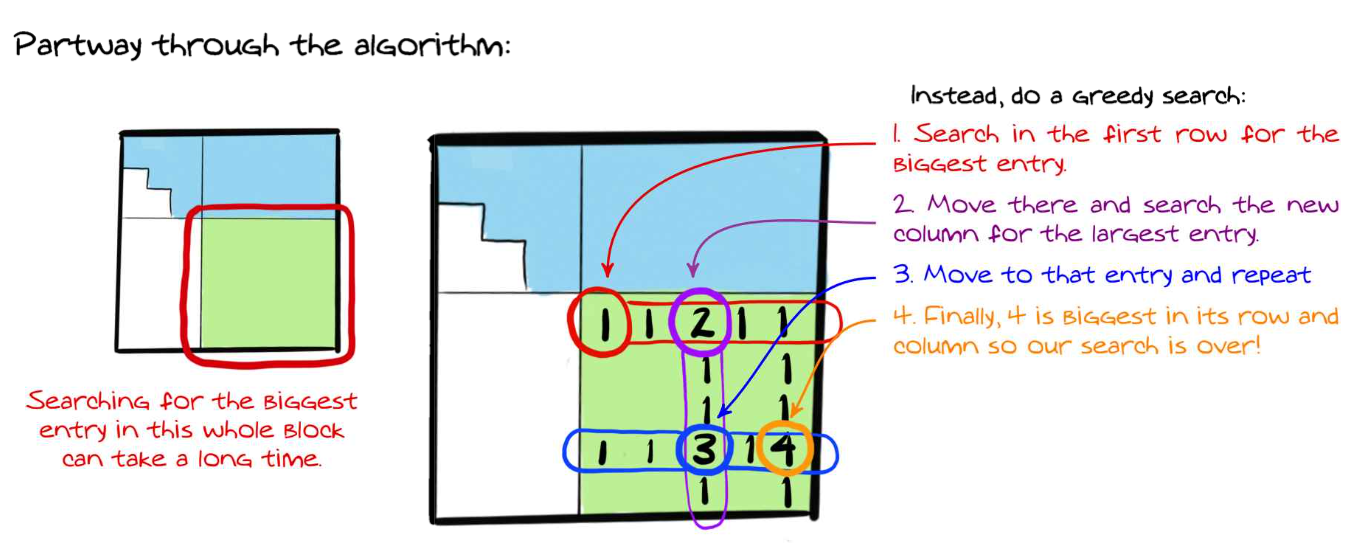 Partway through the algorithm:
Searching for the biggest
entry in this whole block
can take a long time.
1 1 2 1 1
1 1
1 1
1 1 3 1 4
1 1
Instead, do a greedy search:
1. Search in the first row for the
biggest entry.
2. Move there and search the new
column for the largest entry.
3. Move to that entry and repeat
4. Finally, 4 is biggest in its row and
column so our search is over!